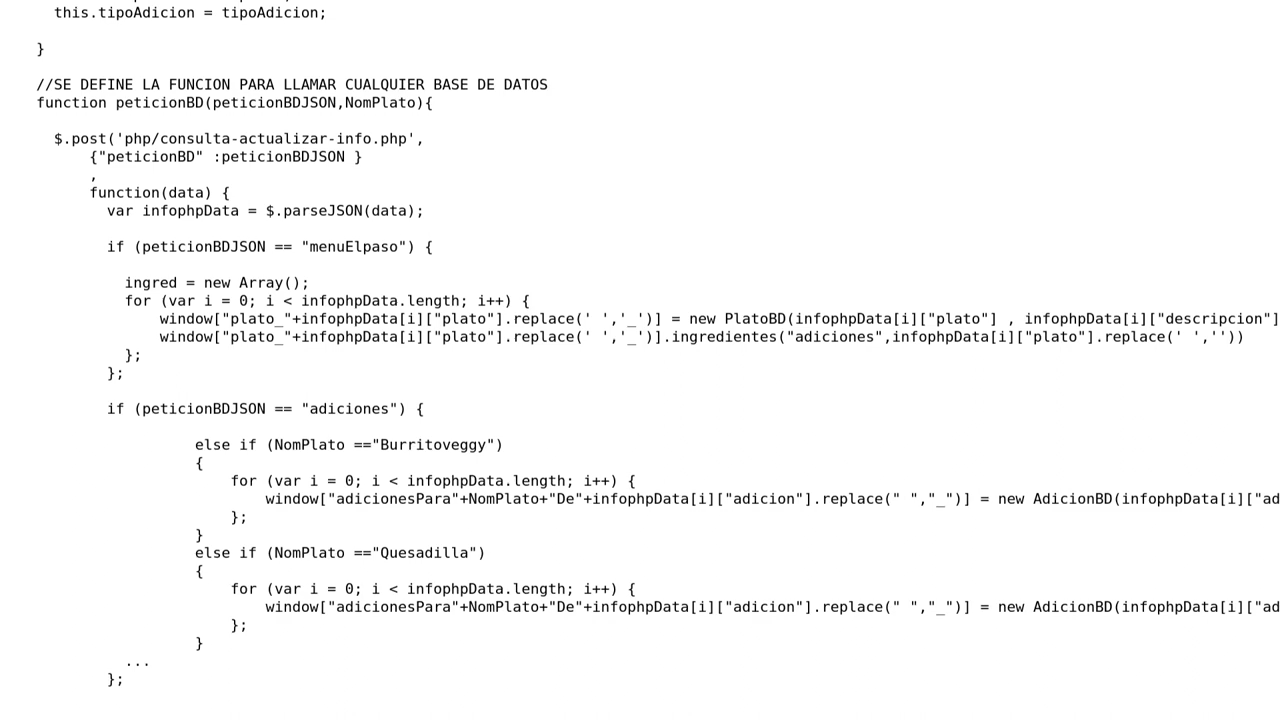 this.tipoAdicion = tipoAdicion;
}
//SE DEFINE LA FUNCION PARA LLAMAR CUALQUIER BASE DE DATOS
function peticionBD(peticionBDJSON,NomPlato){
$.post('php/consulta-actualizar-info.php',
{"peticionBD" :peticionBDJSON }
,
function(data) {
var infophpData = $.parseJSON(data);
if (peticionBDJSON == "menuElpaso") {
ingred = new Array();
for (var i = 0; i < infophpData.length; i++) {
window["plato_"+infophpData[i]["plato"].replace(' ','_')] = new PlatoBD(infophpData[i]["plato"] , infophpData[i]["descripcion"]
window["plato_"+infophpData[i]["plato"].replace(' ','_')].ingredientes("adiciones",infophpData[i]["plato"].replace(' ',''))
};
};
if (peticionBDJSON == "adiciones") {
else if (NomPlato =="Burritoveggy")
{
for (var i = 0; i < infophpData.length; i++) {
window["adicionesPara"+NomPlato+"De"+infophpData[i]["adicion"].replace(" ","_")] = new AdicionBD(infophpData[i]["ad
};
}
else if (NomPlato =="Quesadilla")
{
for (var i = 0; i < infophpData.length; i++) {
window["adicionesPara"+NomPlato+"De"+infophpData[i]["adicion"].replace(" ","_")] = new AdicionBD(infophpData[i]["ad
};
}
...
};